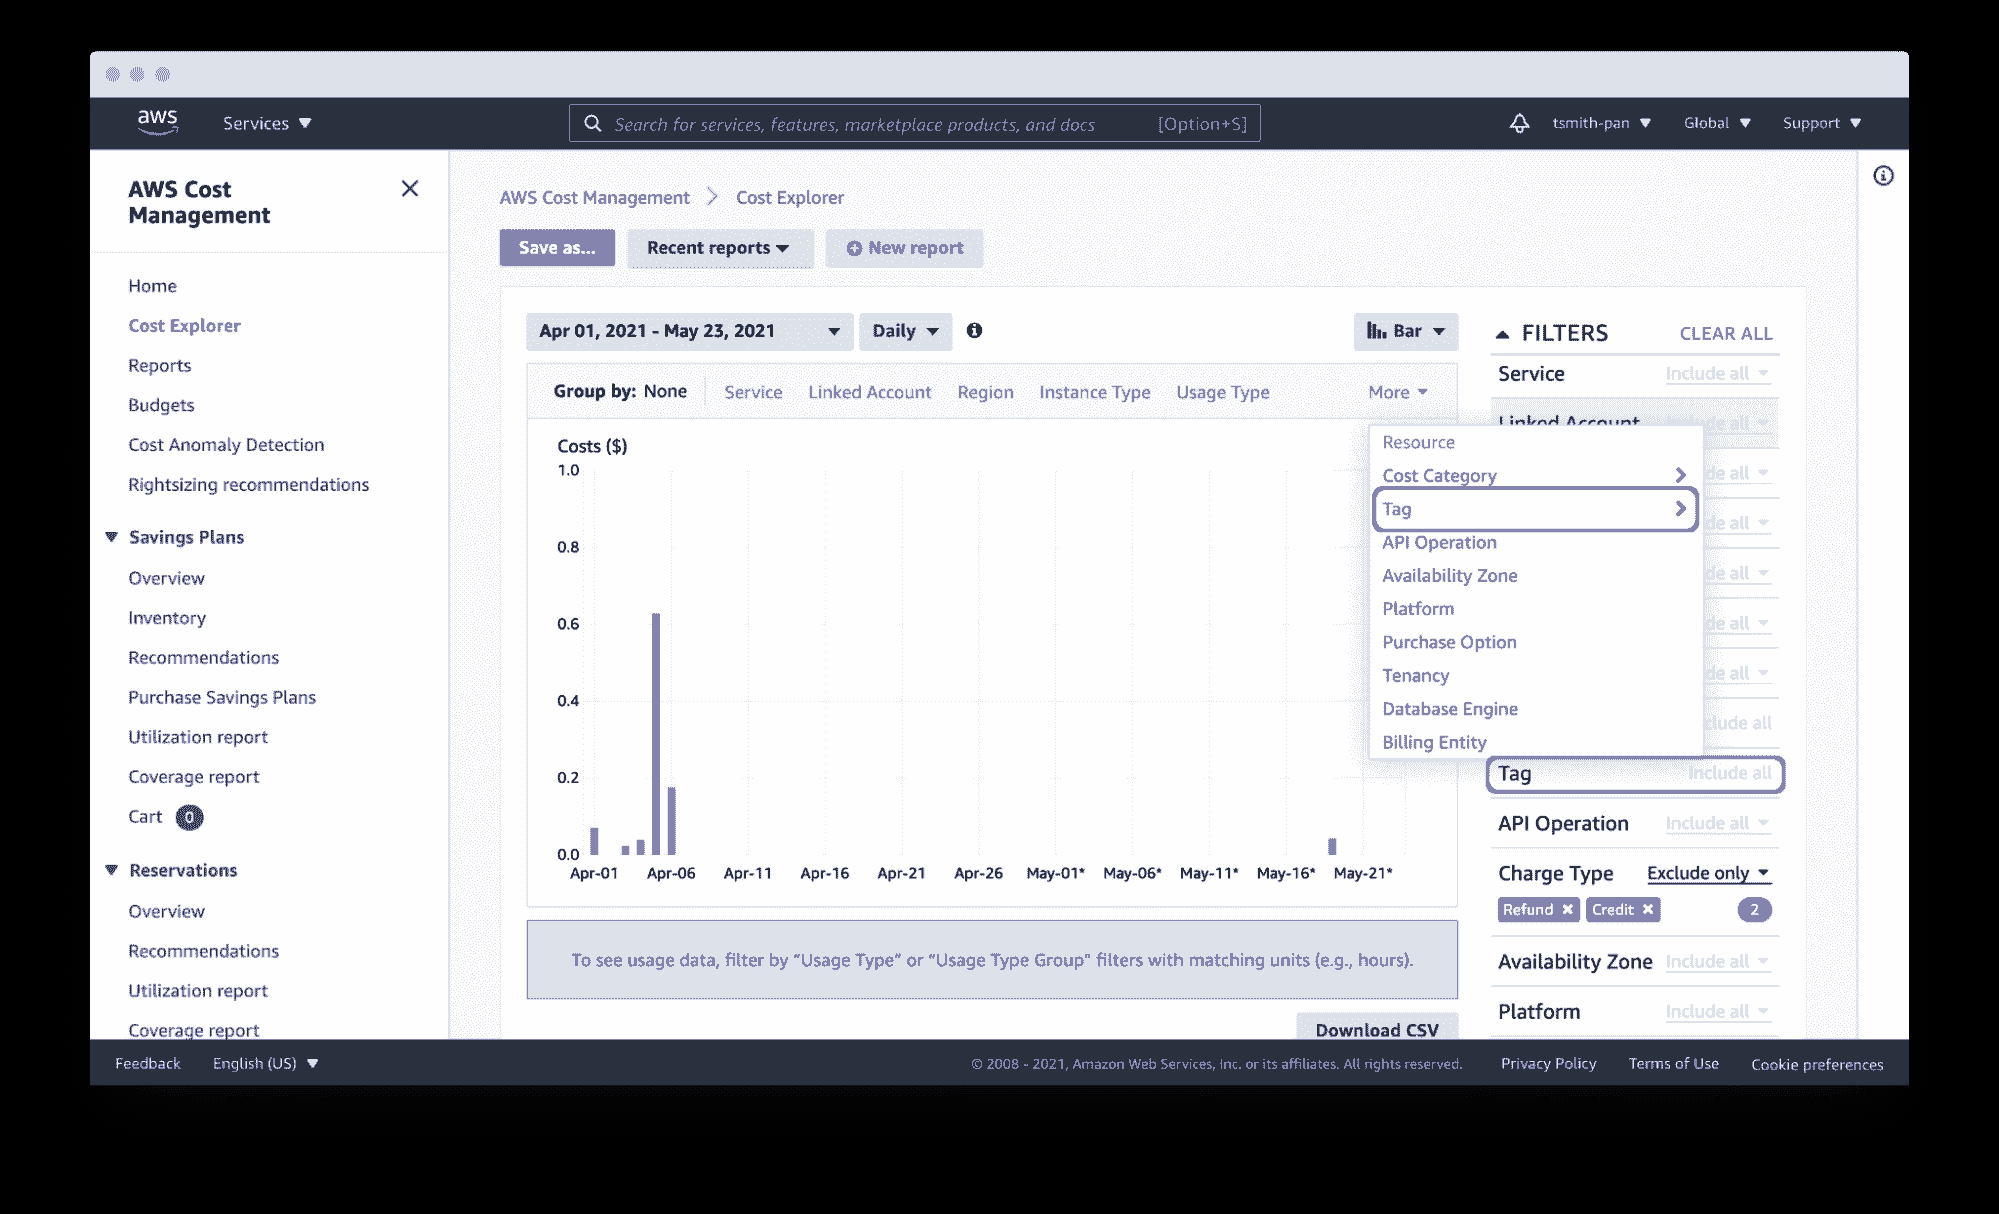 aws Services Search for services, features, marketplace products, and docs [Option+S] tsmith-pan Global Support
AWS Cost
Management
Home
Cost Explorer
Reports
Budgets
Cost Anomaly Detection
Rightsizing recommendations
Savings Plans
Overview
Inventory
Recommendations
Purchase Savings Plans
Utilization report
Coverage report
Cart 0
Reservations
Overview
Recommendations
Utilization report
Coverage report
AWS Cost Management > Cost Explorer
Save as... Recent reports New report
Apr 01, 2021 - May 23, 2021 Daily Bar
Group by: None Service Linked Account Region Instance Type Usage Type More
Costs ($)
1.0
0.8
0.6
0.4
0.2
0.0
Apr-01 Apr-06 Apr-11 Apr-16 Apr-21 Apr-26 May-01* May-06* May-11* May-16* May-21*
To see usage data, filter by “Usage Type” or “Usage Type Group” filters with matching units (e.g., hours).
Download CSV
Resource
Cost Category
Tag
API Operation
Availability Zone
Platform
Purchase Option
Tenancy
Database Engine
Billing Entity
FILTERS CLEAR ALL
Service Include all
Linked Account
all
all
all
all
all
all
all
Tag Include all
API Operation Include all
Charge Type Exclude only
Refund × Credit × 2
Availability Zone Include all
Platform Include all
Feedback English (US) © 2008 - 2021, Amazon Web Services, Inc. or its affiliates. All rights reserved. Privacy Policy Terms of Use Cookie preferences